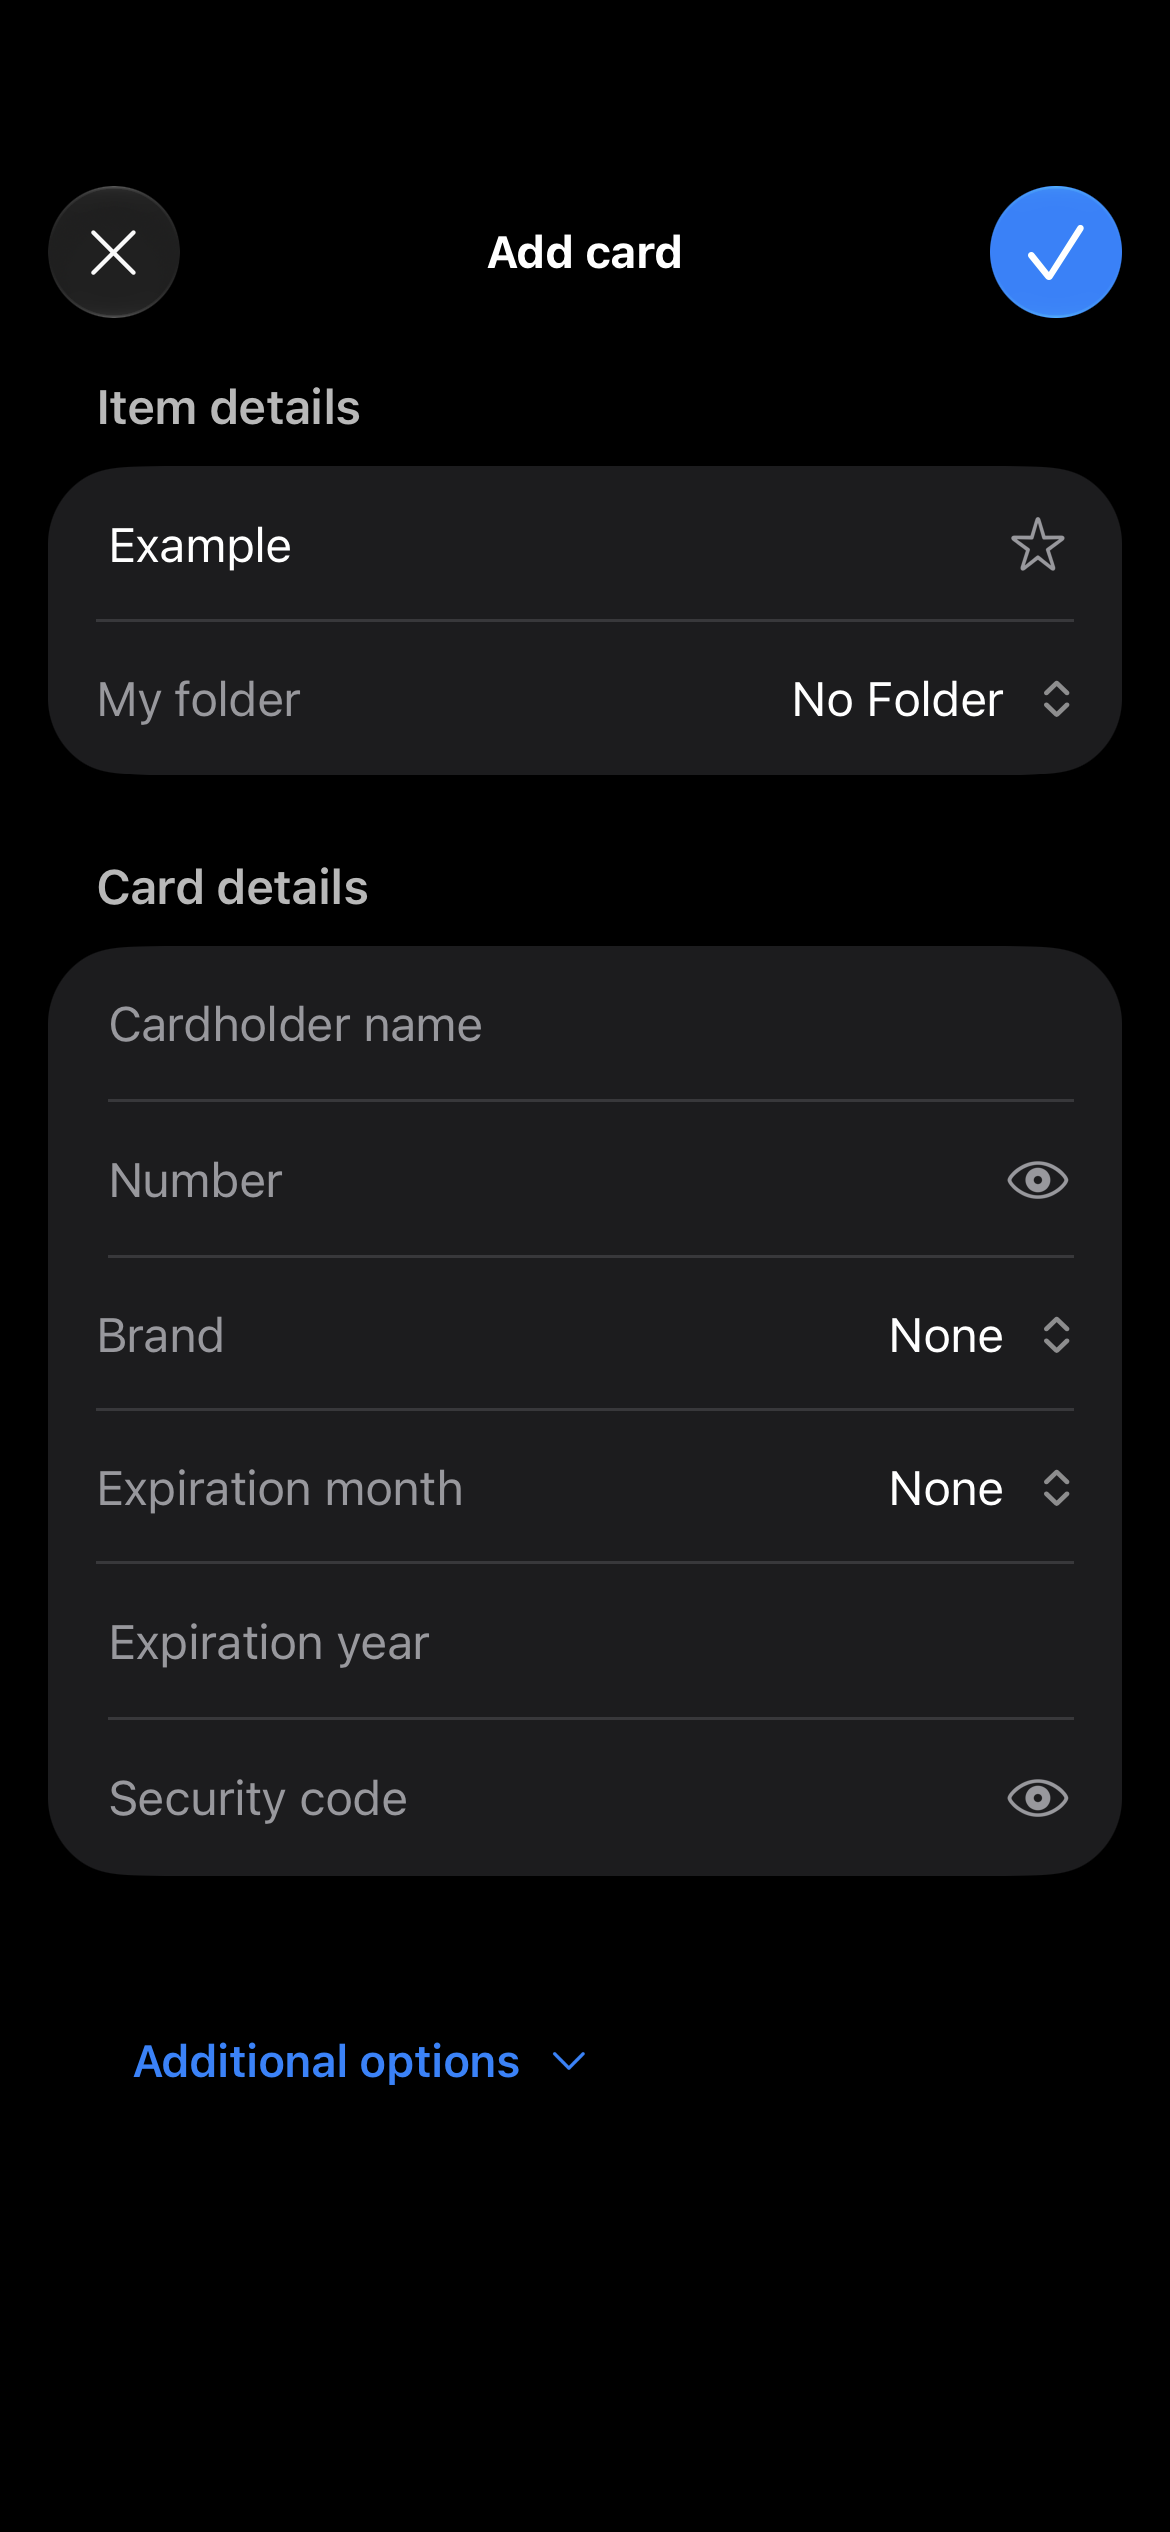 Add card
Item details
Example
My folder No Folder
Card details
Cardholder name
Number
Brand None
Expiration month None
Expiration year
Security code
Additional options